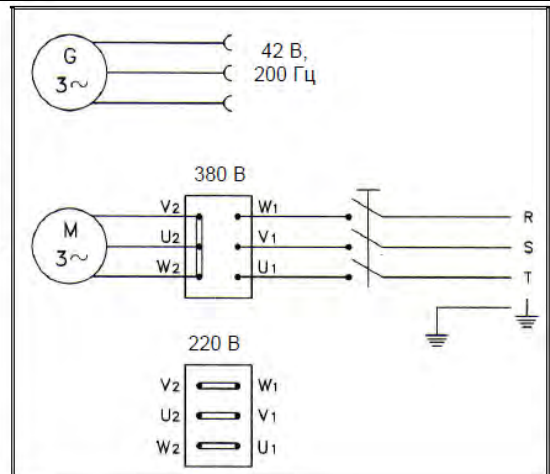 G
3~
42 В,
200 Гц
380 В
M
3~
V2 W1 R
U2 V1 S
W2 U1 T
220 В
V2 W1
U2 V1
W2 U1